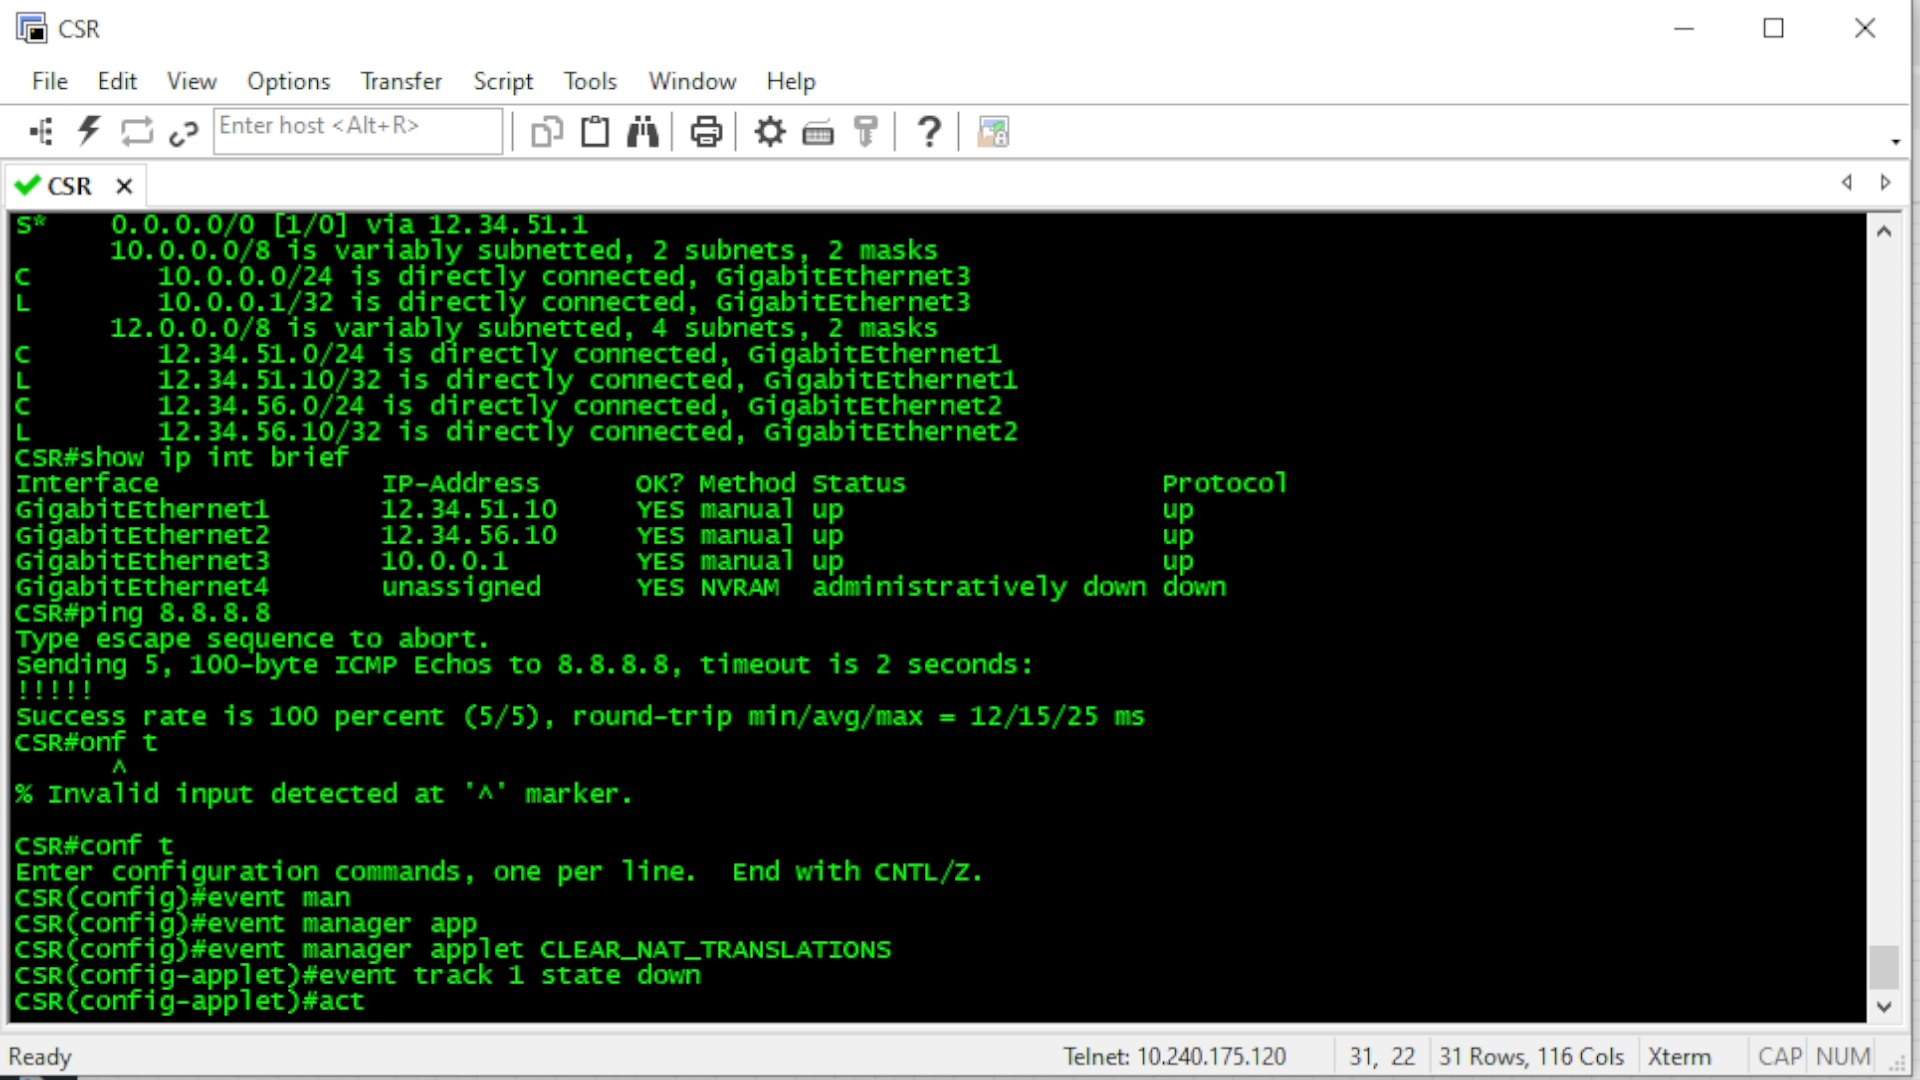 CSR
File Edit View Options Transfer Script Tools Window Help
Enter host <Alt+R>
CSR
S*    0.0.0.0/0 [1/0] via 12.34.51.1
      10.0.0.0/8 is variably subnetted, 2 subnets, 2 masks
C        10.0.0.0/24 is directly connected, GigabitEthernet3
L        10.0.0.1/32 is directly connected, GigabitEthernet3
      12.0.0.0/8 is variably subnetted, 4 subnets, 2 masks
C        12.34.51.0/24 is directly connected, GigabitEthernet1
L        12.34.51.10/32 is directly connected, GigabitEthernet1
C        12.34.56.0/24 is directly connected, GigabitEthernet2
L        12.34.56.10/32 is directly connected, GigabitEthernet2
CSR#show ip int brief
Interface              IP-Address      OK? Method Status                Protocol
GigabitEthernet1       12.34.51.10     YES manual up                    up
GigabitEthernet2       12.34.56.10     YES manual up                    up
GigabitEthernet3       10.0.0.1        YES manual up                    up
GigabitEthernet4       unassigned      YES NVRAM  administratively down down
CSR#ping 8.8.8.8
Type escape sequence to abort.
Sending 5, 100-byte ICMP Echos to 8.8.8.8, timeout is 2 seconds:
!!!!!
Success rate is 100 percent (5/5), round-trip min/avg/max = 12/15/25 ms
CSR#onf t
      ^
% Invalid input detected at '^' marker.
CSR#conf t
Enter configuration commands, one per line.  End with CNTL/Z.
CSR(config)#event man
CSR(config)#event manager app
CSR(config)#event manager applet CLEAR_NAT_TRANSLATIONS
CSR(config-applet)#event track 1 state down
CSR(config-applet)#act
Ready Telnet: 10.240.175.120 31, 22 31 Rows, 116 Cols Xterm CAP NUM